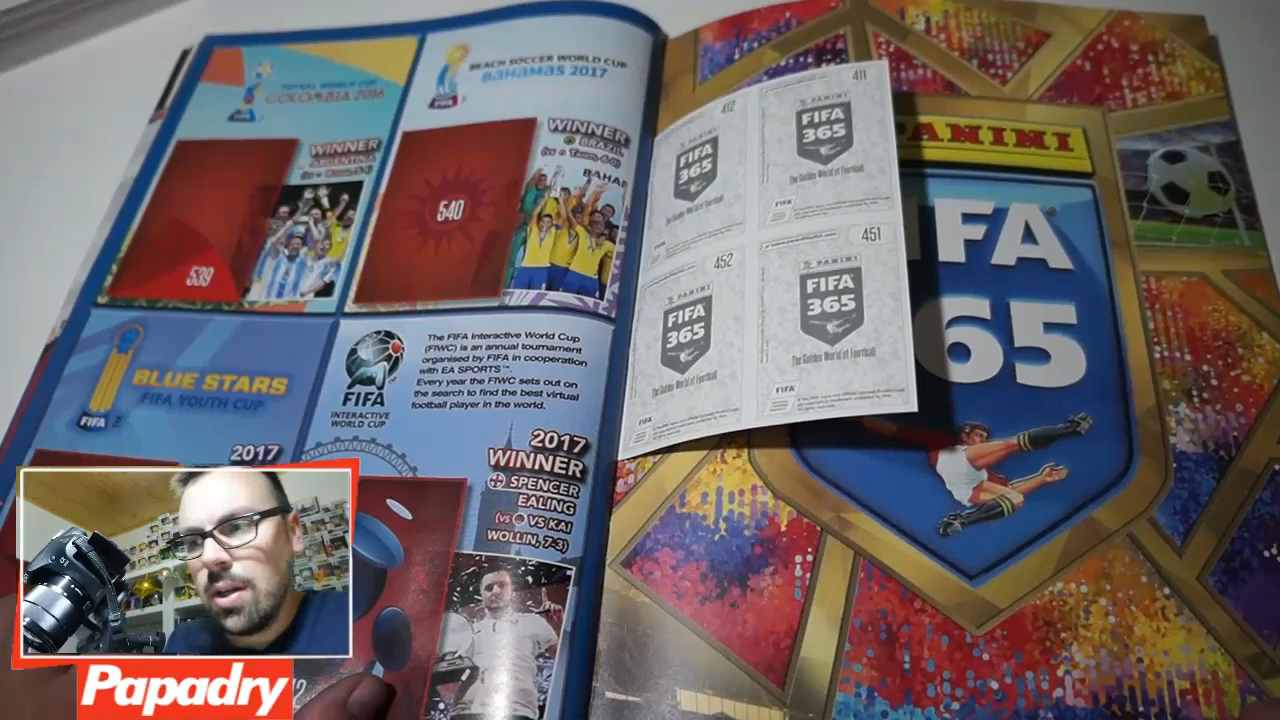 FUTSAL WORLD CUP
COLOMBIA 2016
FIFA
WINNER
ARGENTINA
539
BEACH SOCCER WORLD CUP
BAHAMAS 2017
FIFA
WINNER
BRAZIL
BAHAM
540
BLUE STARS
FIFA YOUTH CUP
FIFA
2017
FIFA
INTERACTIVE
WORLD CUP
The FIFA Interactive World Cup
(FIWC) is an annual tournament
organised by FIFA in cooperation
with EA SPORTS™.
Every year the FIWC sets out on
the search to find the best virtual
football player in the world.
2017
WINNER
SPENCER
EALING
(vs VS KAI
WOLLIN, 7-3)
412
PANINI
FIFA
365
The Golden World of Football
FIFA
411
PANINI
FIFA
365
The Golden World of Football
FIFA
452
PANINI
FIFA
365
The Golden World of Football
FIFA
451
PANINI
FIFA
365
The Golden World of Football
FIFA
PANINI
IFA
65
Papadry